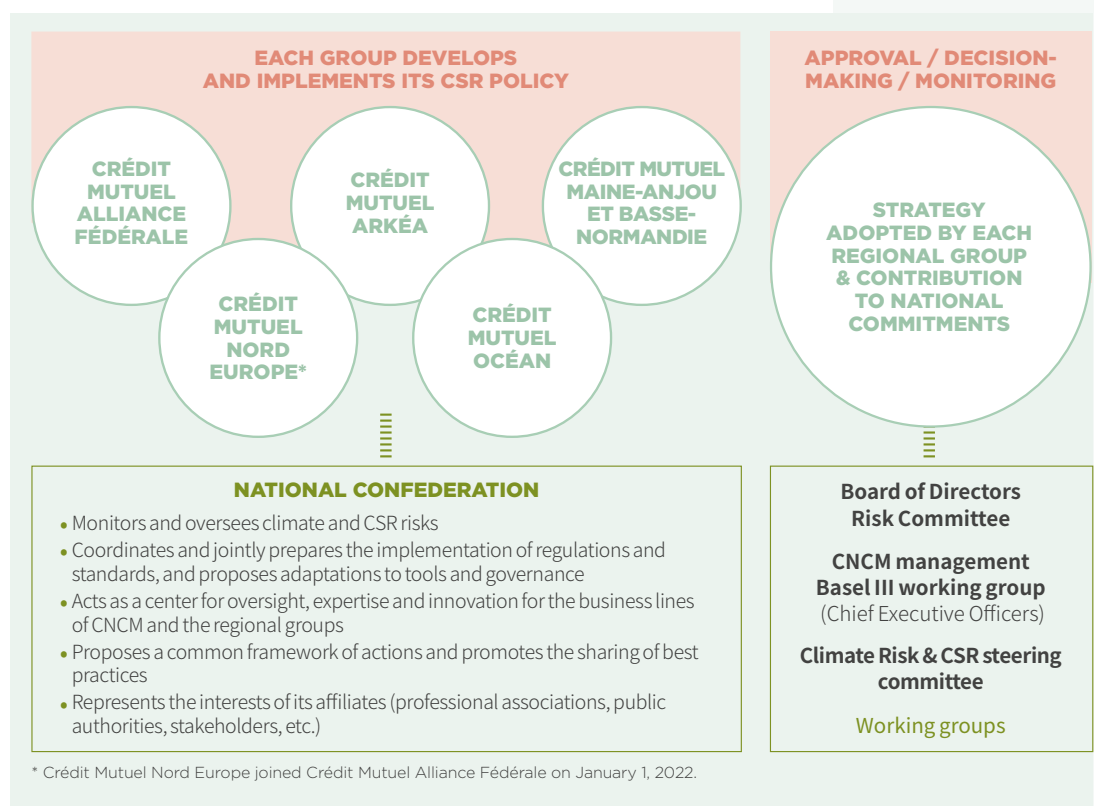 EACH GROUP DEVELOPS
AND IMPLEMENTS ITS CSR POLICY
CRÉDIT
MUTUEL
ALLIANCE
FÉDÉRALE
CRÉDIT
MUTUEL
ARKÉA
CRÉDIT MUTUEL
MAINE-ANJOU
ET BASSE-
NORMANDIE
CRÉDIT
MUTUEL
NORD
EUROPE*
CRÉDIT
MUTUEL
OCÉAN
APPROVAL / DECISION-
MAKING / MONITORING
STRATEGY
ADOPTED BY EACH
REGIONAL GROUP
& CONTRIBUTION
TO NATIONAL
COMMITMENTS
NATIONAL CONFEDERATION
• Monitors and oversees climate and CSR risks
• Coordinates and jointly prepares the implementation of regulations and
standards, and proposes adaptations to tools and governance
• Acts as a center for oversight, expertise and innovation for the business lines
of CNCM and the regional groups
• Proposes a common framework of actions and promotes the sharing of best
practices
• Represents the interests of its affiliates (professional associations, public
authorities, stakeholders, etc.)
Board of Directors
Risk Committee
CNCM management
Basel III working group
(Chief Executive Officers)
Climate Risk & CSR steering
committee
Working groups
* Crédit Mutuel Nord Europe joined Crédit Mutuel Alliance Fédérale on January 1, 2022.